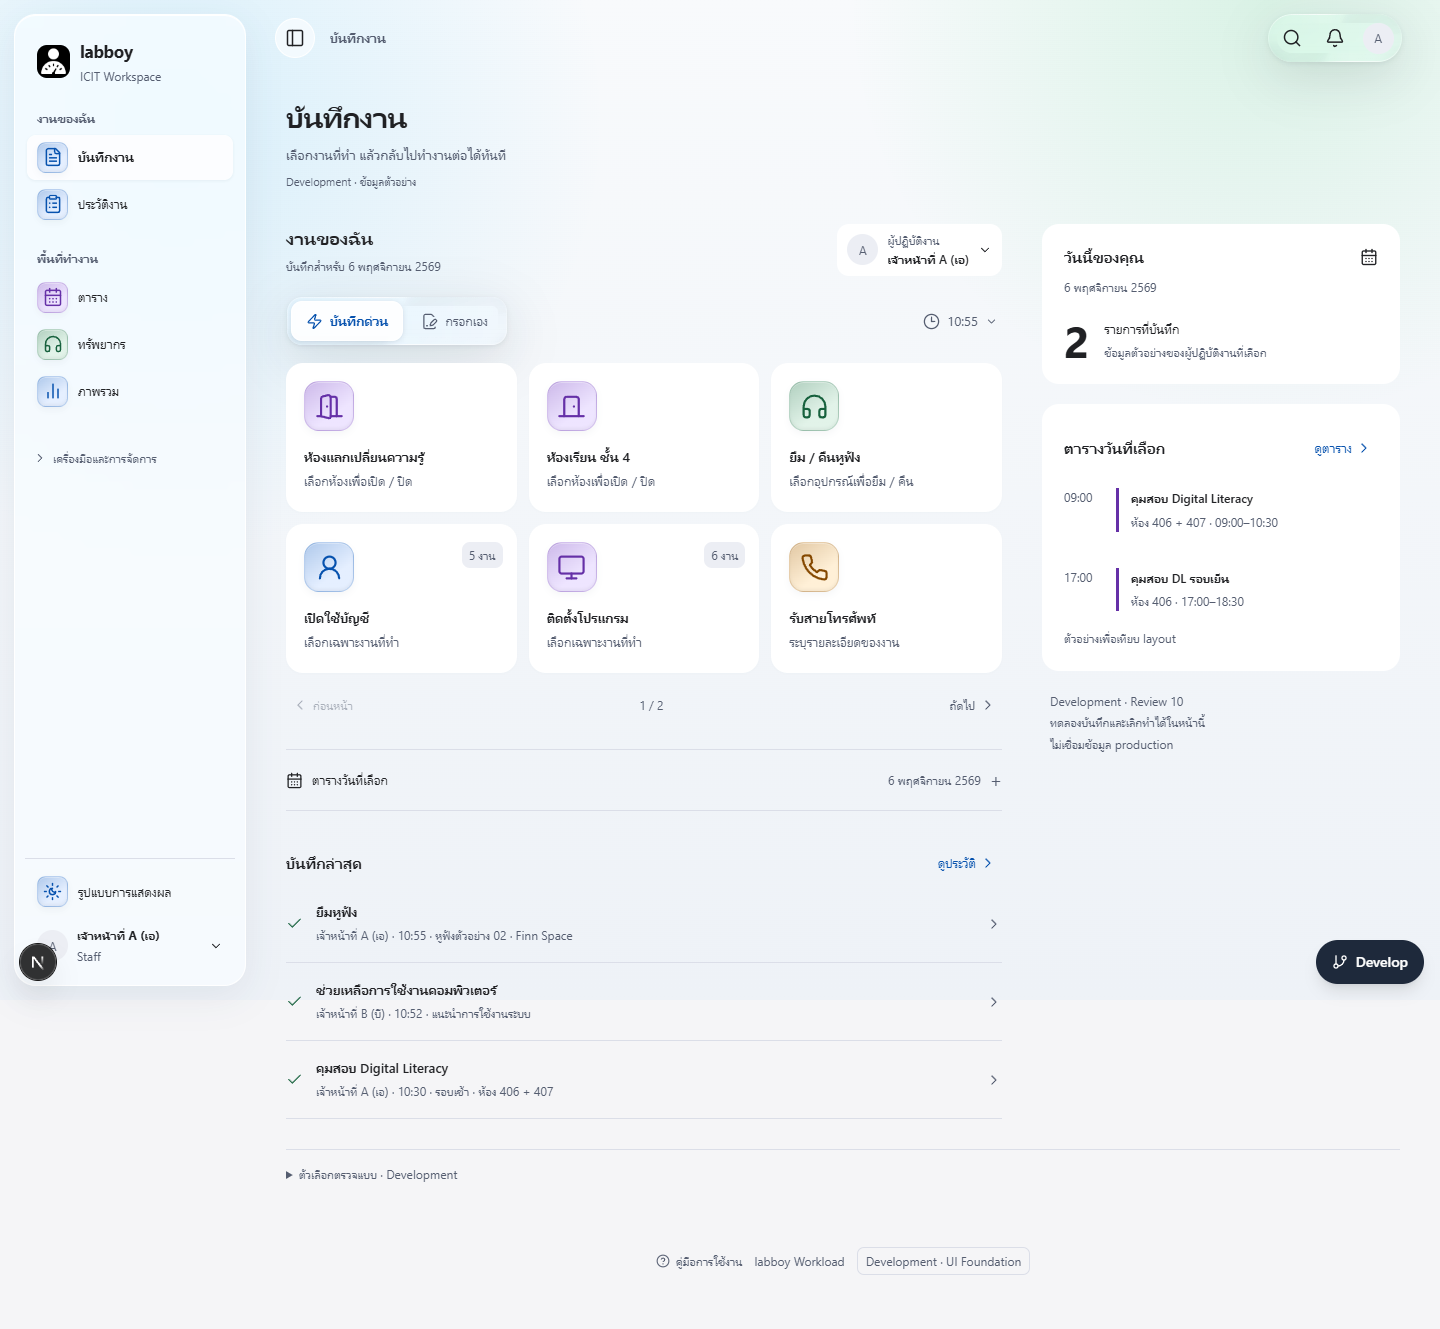 labboy
ICIT Workspace
งานของฉัน
บันทึกงาน
ประวัติงาน
พื้นที่ทำงาน
ตาราง
ทรัพยากร
ภาพรวม
เครื่องมือและการจัดการ
รูปแบบการแสดงผล
A
เจ้าหน้าที่ A (เอ)
Staff
N
บันทึกงาน
A
บันทึกงาน
เลือกงานที่ทำ แล้วกลับไปทำงานต่อได้ทันที
Development · ข้อมูลตัวอย่าง
งานของฉัน
บันทึกสำหรับ 6 พฤศจิกายน 2569
A
ผู้ปฏิบัติงาน
เจ้าหน้าที่ A (เอ)
บันทึกด่วน
กรอกเอง
10:55
ห้องแลกเปลี่ยนความรู้
เลือกห้องเพื่อเปิด / ปิด
ห้องเรียน ชั้น 4
เลือกห้องเพื่อเปิด / ปิด
ยืม / คืนหูฟัง
เลือกอุปกรณ์เพื่อยืม / คืน
5 งาน
เปิดใช้บัญชี
เลือกเฉพาะงานที่ทำ
6 งาน
ติดตั้งโปรแกรม
เลือกเฉพาะงานที่ทำ
รับสายโทรศัพท์
ระบุรายละเอียดของงาน
ก่อนหน้า
1 / 2
ถัดไป
ตารางวันที่เลือก
6 พฤศจิกายน 2569
บันทึกล่าสุด
ดูประวัติ
ยืมหูฟัง
เจ้าหน้าที่ A (เอ) · 10:55 · หูฟังตัวอย่าง 02 · Finn Space
ช่วยเหลือการใช้งานคอมพิวเตอร์
เจ้าหน้าที่ B (บี) · 10:52 · แนะนำการใช้งานระบบ
คุมสอบ Digital Literacy
เจ้าหน้าที่ A (เอ) · 10:30 · รอบเช้า · ห้อง 406 + 407
วันนี้ของคุณ
6 พฤศจิกายน 2569
2
รายการที่บันทึก
ข้อมูลตัวอย่างของผู้ปฏิบัติงานที่เลือก
ตารางวันที่เลือก
ดูตาราง
09:00
คุมสอบ Digital Literacy
ห้อง 406 + 407 · 09:00–10:30
17:00
คุมสอบ DL รอบเย็น
ห้อง 406 · 17:00–18:30
ตัวอย่างเพื่อเทียบ layout
Development · Review 10
ทดลองบันทึกและเลิกทำได้ในหน้านี้
ไม่เชื่อมข้อมูล production
Develop
ตัวเลือกตรวจแบบ · Development
คู่มือการใช้งาน
labboy Workload
Development · UI Foundation